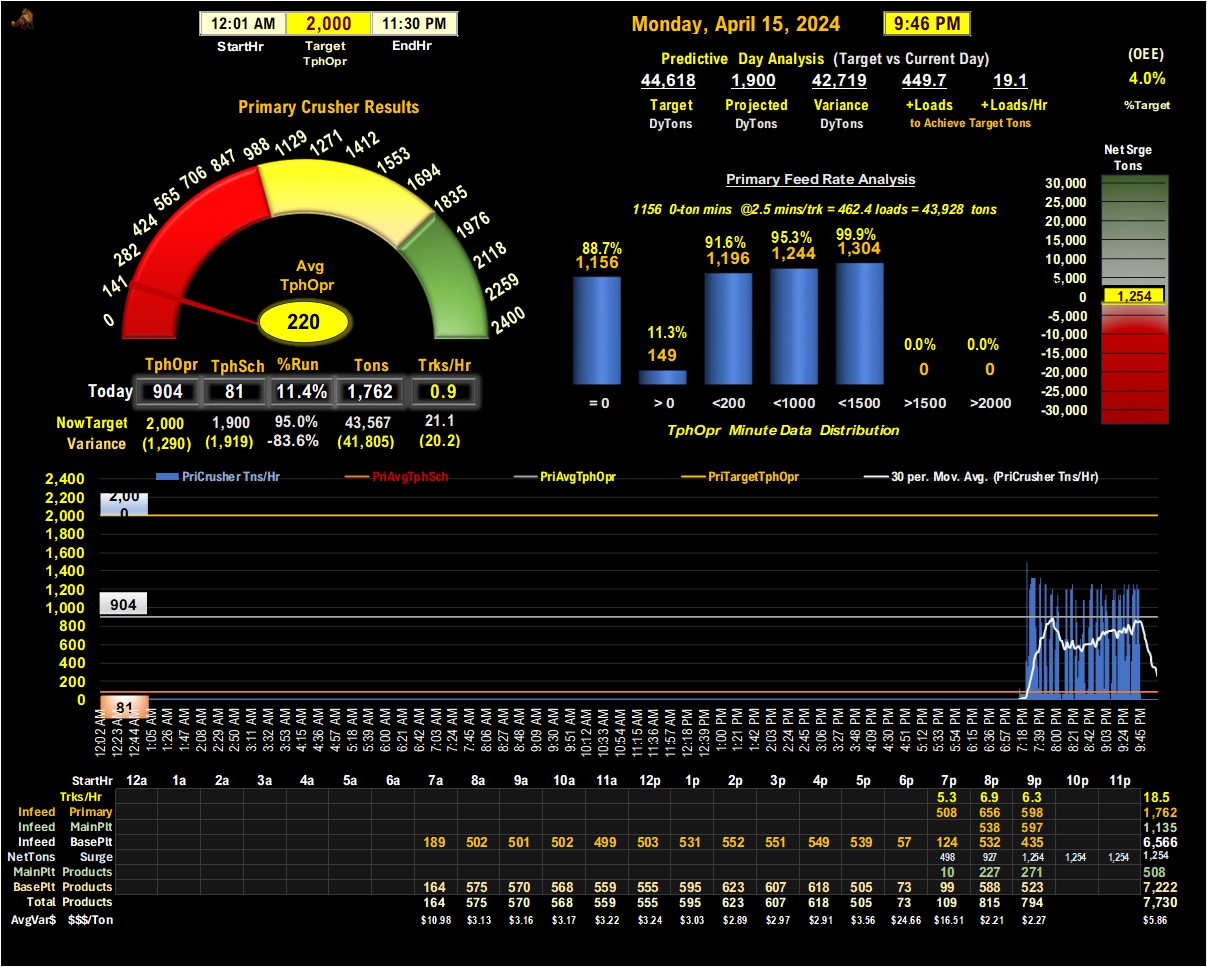 12:01 AM 2,000 11:30 PM
StartHr Target TphOpr EndHr
Monday, April 15, 2024 9:46 PM
Predictive Day Analysis (Target vs Current Day)
44,618 1,900 42,719 449.7 19.1
Target Projected Variance +Loads +Loads/Hr
DyTons DyTons DyTons to Achieve Target Tons
(OEE)
4.0%
%Target
Primary Crusher Results
0 141 282 424 565 706 847 988 1129 1271 1412 1553 1694 1835 1976 2118 2259 2400
Avg
TphOpr
220
TphOpr TphSch %Run Tons Trks/Hr
Today 904 81 11.4% 1,762 0.9
NowTarget 2,000 1,900 95.0% 43,567 21.1
Variance (1,290) (1,919) -83.6% (41,805) (20.2)
Primary Feed Rate Analysis
1156 0-ton mins @2.5 mins/trk = 462.4 loads = 43,928 tons
88.7% 11.3% 91.6% 95.3% 99.9% 0.0% 0.0%
1,156 149 1,196 1,244 1,304 0 0
= 0 > 0 <200 <1000 <1500 >1500 >2000
TphOpr Minute Data Distribution
Net Srge
Tons
30,000
25,000
20,000
15,000
10,000
5,000
0 1,254
-5,000
-10,000
-15,000
-20,000
-25,000
-30,000
PriCrusher Tns/Hr PriAvgTphSch PriAvgTphOpr PriTargetTphOpr 30 per. Mov. Avg. (PriCrusher Tns/Hr)
2,400
2,200
2,000
1,800
1,600
1,400
1,200
1,000
800
600
400
200
0
2,000
904
81
12:02 AM 12:23 AM 12:44 AM 1:05 AM 1:26 AM 1:47 AM 2:08 AM 2:29 AM 2:50 AM 3:11 AM 3:32 AM 3:53 AM 4:15 AM 4:36 AM 4:57 AM 5:18 AM 5:39 AM 6:00 AM 6:21 AM 6:42 AM 7:03 AM 7:24 AM 7:45 AM 8:06 AM 8:27 AM 8:48 AM 9:09 AM 9:30 AM 9:51 AM 10:12 AM 10:33 AM 10:54 AM 11:15 AM 11:36 AM 11:57 AM 12:18 PM 12:39 PM 1:00 PM 1:21 PM 1:42 PM 2:03 PM 2:24 PM 2:45 PM 3:06 PM 3:27 PM 3:48 PM 4:09 PM 4:30 PM 4:51 PM 5:12 PM 5:33 PM 5:54 PM 6:15 PM 6:36 PM 6:57 PM 7:18 PM 7:39 PM 8:00 PM 8:21 PM 8:42 PM 9:03 PM 9:24 PM 9:45 PM
StartHr 12a 1a 2a 3a 4a 5a 6a 7a 8a 9a 10a 11a 12p 1p 2p 3p 4p 5p 6p 7p 8p 9p 10p 11p
Trks/Hr 5.3 6.9 6.3 18.5
Infeed Primary 508 656 598 1,762
Infeed MainPlt 538 597 1,135
Infeed BasePlt 189 502 501 502 499 503 531 552 551 549 539 57 124 532 435 6,566
NetTons Surge 498 927 1,254 1,254 1,254 1,254
MainPlt Products 10 227 271 508
BasePlt Products 164 575 570 568 559 555 595 623 607 618 505 73 99 588 523 7,222
Total Products 164 575 570 568 559 555 595 623 607 618 505 73 109 815 794 7,730
AvgVar$ $$$/Ton $10.98 $3.13 $3.16 $3.17 $3.22 $3.24 $3.03 $2.89 $2.97 $2.91 $3.56 $24.66 $16.51 $2.21 $2.27 $5.86